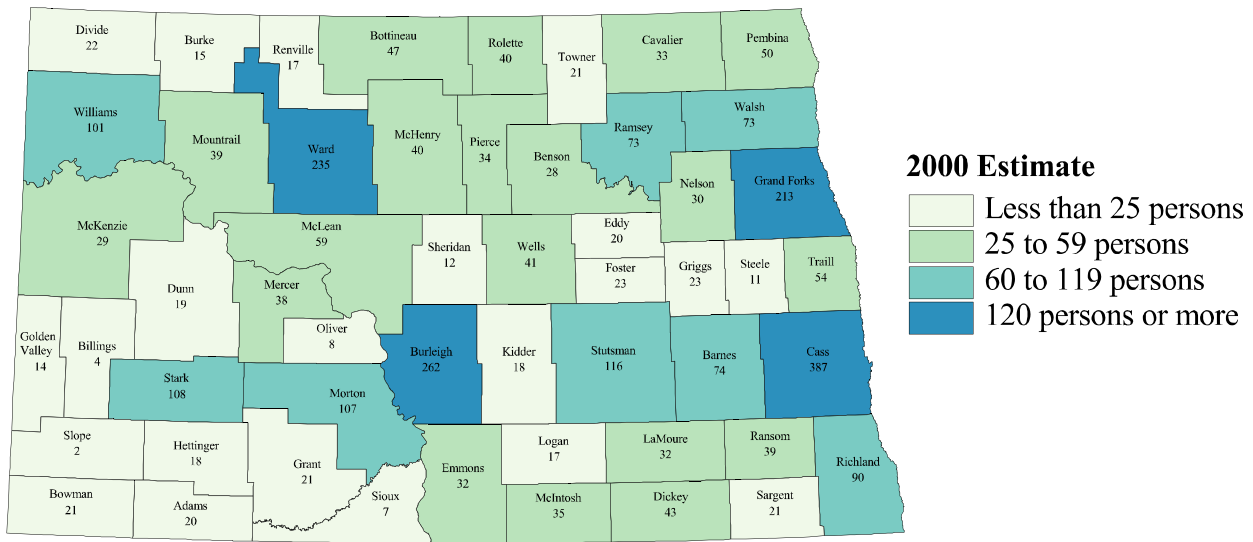 Divide
22
Burke
15
Renville
17
Bottineau
47
Rolette
40
Towner
21
Cavalier
33
Pembina
50
Williams
101
Mountrail
39
Ward
235
McHenry
40
Pierce
34
Benson
28
Ramsey
73
Walsh
73
Nelson
30
Grand Forks
213
McKenzie
29
McLean
59
Sheridan
12
Wells
41
Eddy
20
Foster
23
Griggs
23
Steele
11
Traill
54
Dunn
19
Mercer
38
Oliver
8
Golden
Valley
14
Billings
4
Burleigh
262
Kidder
18
Stutsman
116
Barnes
74
Cass
387
Stark
108
Morton
107
Slope
2
Hettinger
18
Grant
21
Emmons
32
Logan
17
LaMoure
32
Ransom
39
Richland
90
Bowman
21
Adams
20
Sioux
7
McIntosh
35
Dickey
43
Sargent
21
2000 Estimate
Less than 25 persons
25 to 59 persons
60 to 119 persons
120 persons or more